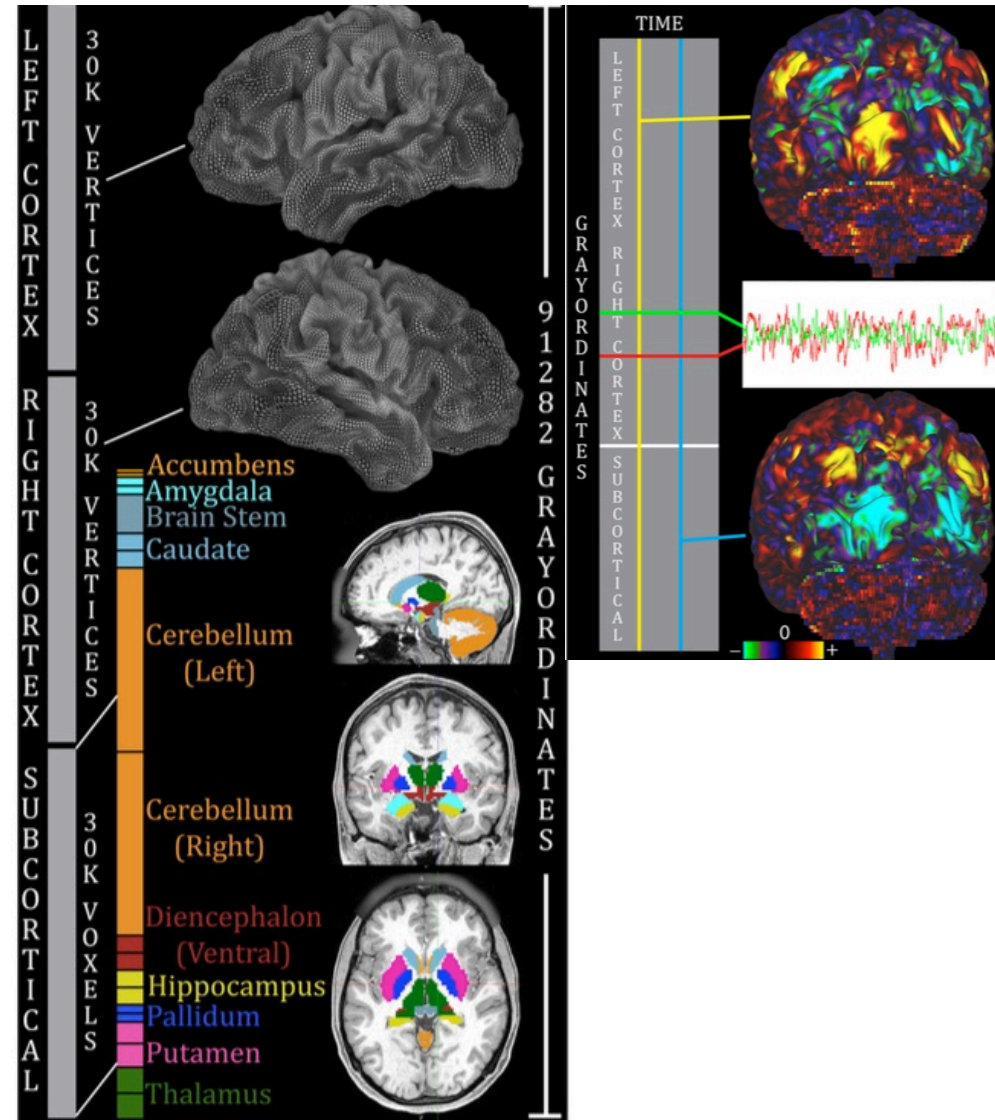 LEFT CORTEX
30K VERTICES
RIGHT CORTEX
30K VERTICES
SUBCORTICAL
30K VOXELS
Accumbens
Amygdala
Brain Stem
Caudate
Cerebellum
(Left)
Cerebellum
(Right)
Diencephalon
(Ventral)
Hippocampus
Pallidum
Putamen
Thalamus
91282 GRAYORDINATES
TIME
GRAYORDINATES
LEFT CORTEX
RIGHT CORTEX
SUBCORTICAL
0
− +